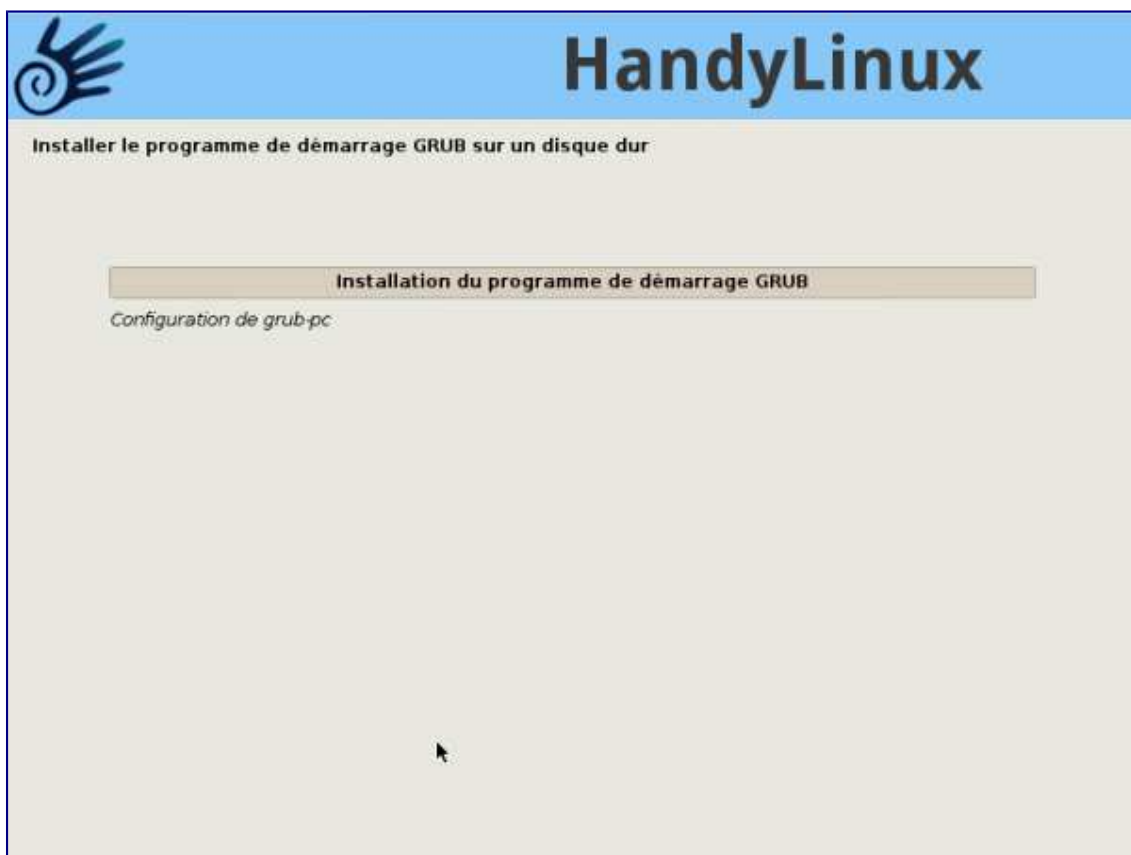 HandyLinux
Installer le programme de démarrage GRUB sur un disque dur
Installation du programme de démarrage GRUB
Configuration de grub-pc